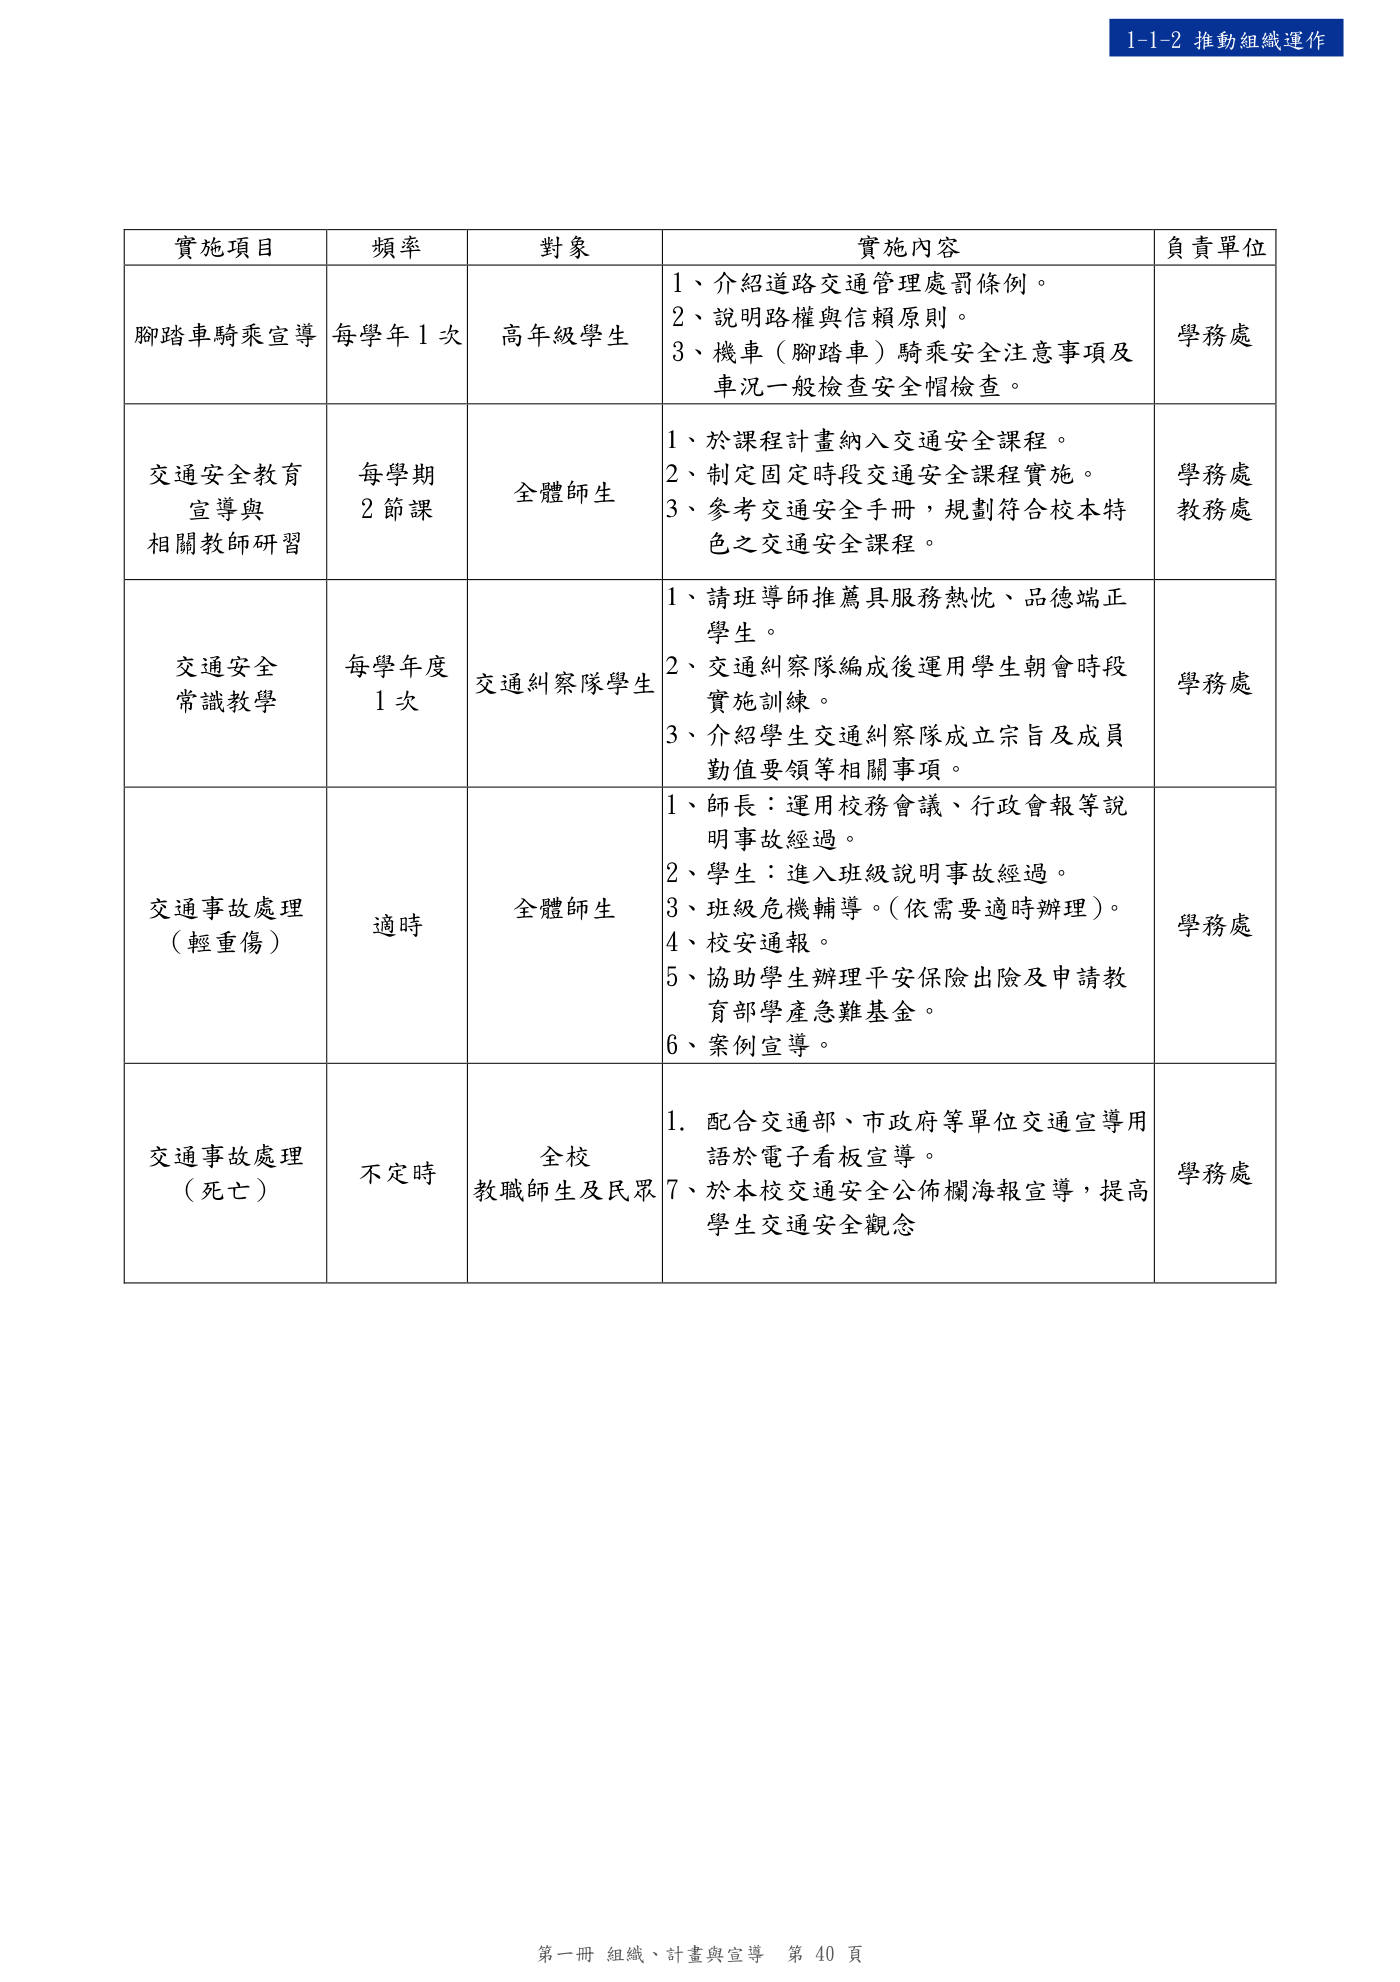 1-1-2 推動組織運作
實施項目 頻率 對象 實施內容 負責單位
腳踏車騎乘宣導 每學年 1 次 高年級學生
1、介紹道路交通管理處罰條例。
2、說明路權與信賴原則。
3、機車（腳踏車）騎乘安全注意事項及
車況一般檢查安全帽檢查。
學務處
交通安全教育
宣導與
相關教師研習
每學期
2 節課
全體師生
1、於課程計畫納入交通安全課程。
2、制定固定時段交通安全課程實施。
3、參考交通安全手冊，規劃符合校本特
色之交通安全課程。
學務處
教務處
交通安全
常識教學
每學年度
1 次
交通糾察隊學生
1、請班導師推薦具服務熱忱、品德端正
學生。
2、交通糾察隊編成後運用學生朝會時段
實施訓練。
3、介紹學生交通糾察隊成立宗旨及成員
勤值要領等相關事項。
學務處
交通事故處理
（輕重傷）
適時
全體師生
1、師長：運用校務會議、行政會報等說
明事故經過。
2、學生：進入班級說明事故經過。
3、班級危機輔導。（依需要適時辦理）。
4、校安通報。
5、協助學生辦理平安保險出險及申請教
育部學產急難基金。
6、案例宣導。
學務處
交通事故處理
（死亡）
不定時
全校
教職師生及民眾
1. 配合交通部、市政府等單位交通宣導用
語於電子看板宣導。
7、於本校交通安全公佈欄海報宣導，提高
學生交通安全觀念
學務處
第一冊 組織、計畫與宣導 第 40 頁